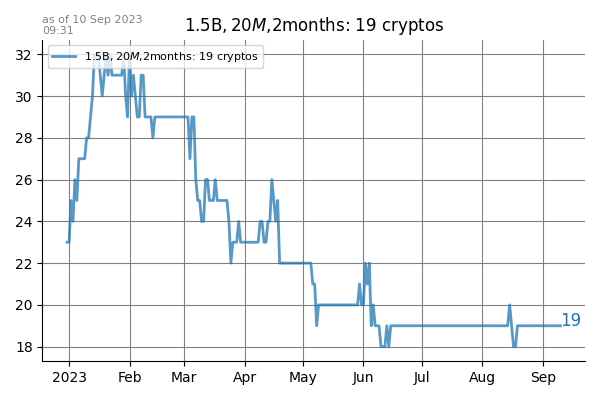 as of 10 Sep 2023
09:31
1.5B, 20M,2months: 19 cryptos
1.5B, 20M,2months: 19 cryptos
32
30
28
26
24
22
20
18
19
2023 Feb Mar Apr May Jun Jul Aug Sep